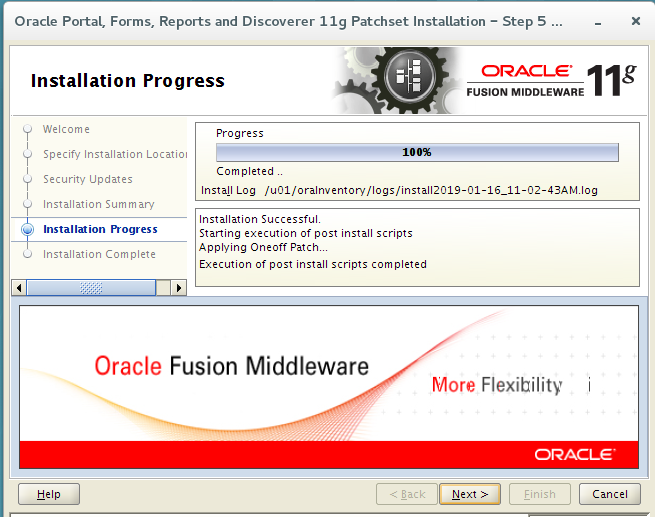 Oracle Portal, Forms, Reports and Discoverer 11g Patchset Installation – Step 5 ...
Installation Progress
ORACLE
FUSION MIDDLEWARE 11g
Welcome
Specify Installation Location
Security Updates
Installation Summary
Installation Progress
Installation Complete
Progress
100%
Completed ..
Install Log /u01/oraInventory/logs/install2019-01-16_11-02-43AM.log
Installation Successful.
Starting execution of post install scripts
Applying Oneoff Patch...
Execution of post install scripts completed
Oracle Fusion Middleware
More Flexibility i
ORACLE
Help
< Back
Next >
Finish
Cancel